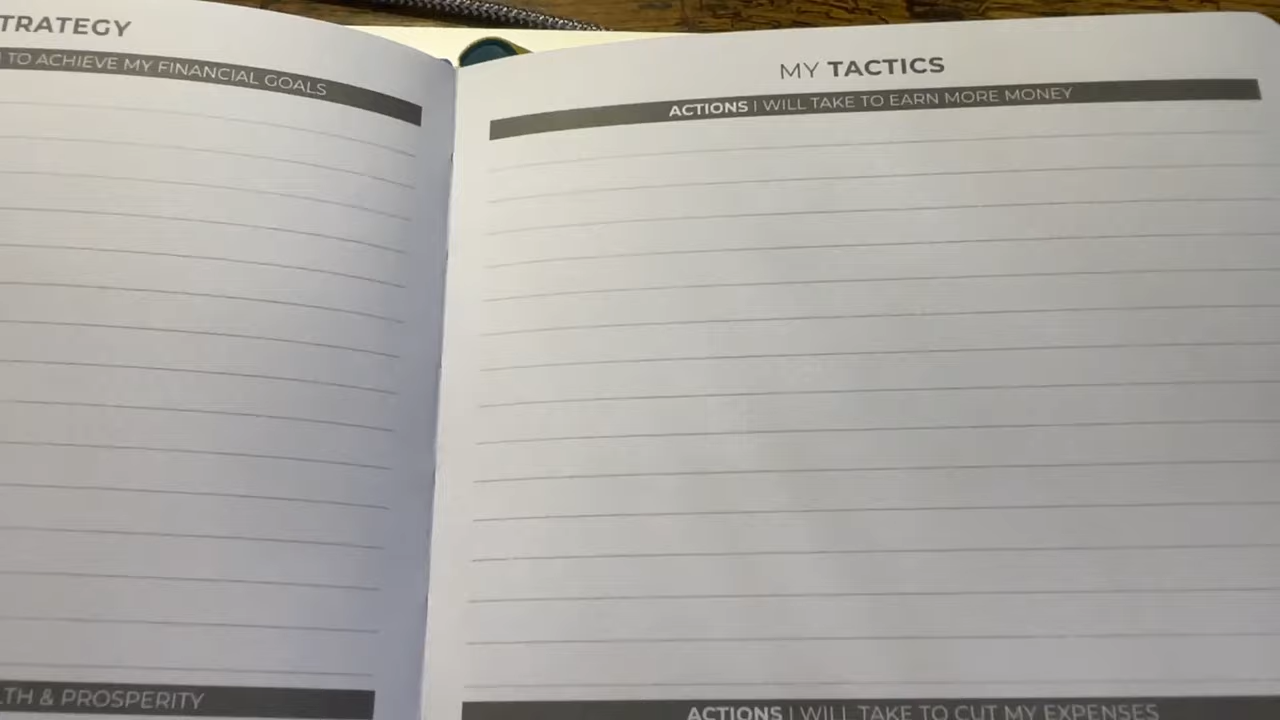 TRATEGY
TO ACHIEVE MY FINANCIAL GOALS
LTH & PROSPERITY
MY TACTICS
ACTIONS I WILL TAKE TO EARN MORE MONEY
ACTIONS I WILL TAKE TO CUT MY EXPENSES